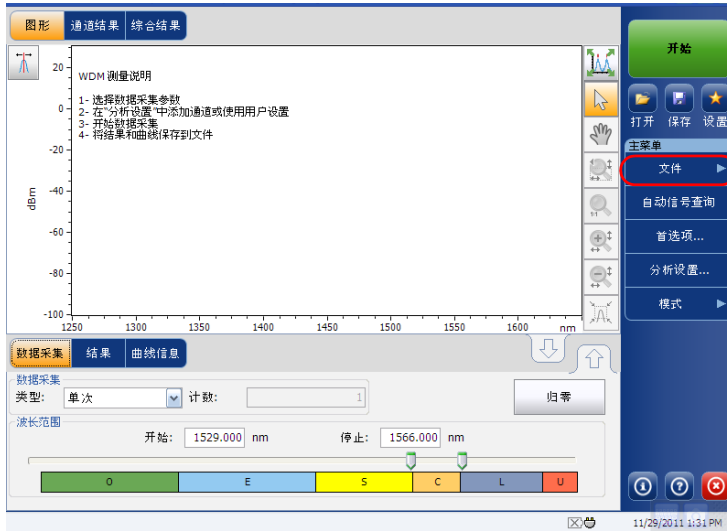 图形 通道结果 综合结果
WDM 测量说明
1- 选择数据采集参数
2- 在"分析设置"中添加通道或使用用户设置
3- 开始数据采集
4- 将结果和曲线保存到文件
dBm
20
0
-20
-40
-60
-80
-100
1250 1300 1350 1400 1450 1500 1550 1600 nm
1:1
数据采集 结果 曲线信息
数据采集
类型: 单次 计数: 1 归零
波长范围
开始: 1529.000 nm 停止: 1566.000 nm
O E S C L U
开始
打开 保存 设置
主菜单
文件
自动信号查询
首选项...
分析设置...
模式
11/29/2011 1:31 PM